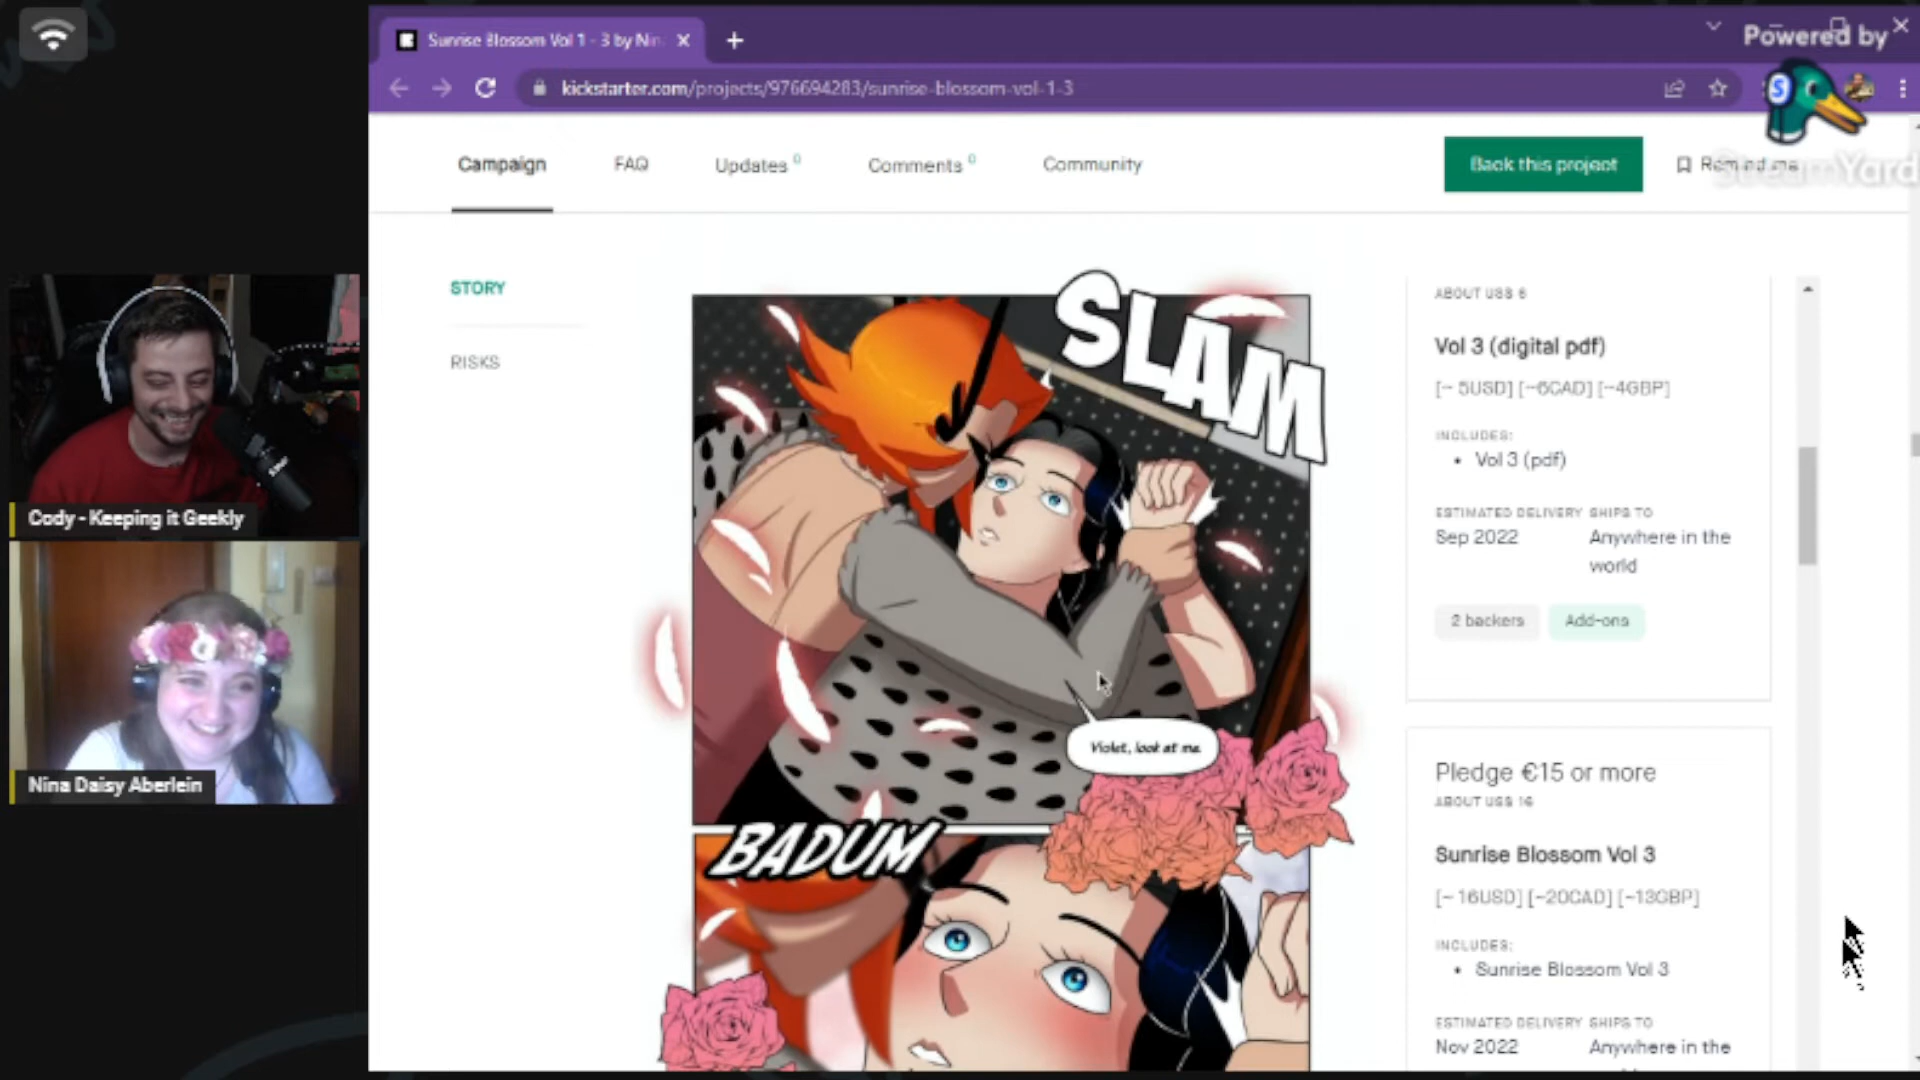 Sunrise Blossom Vol 1 - 3 by Nin
Powered by
kickstarter.com/projects/976694283/sunrise-blossom-vol-1-3
S
StreamYard
Campaign
FAQ
Updates 0
Comments 0
Community
Back this project
Remind me
STORY
RISKS
SLAM
Violet, look at me.
BADUM
ABOUT US$ 6
Vol 3 (digital pdf)
[~ 5USD] [~6CAD] [~4GBP]
INCLUDES:
• Vol 3 (pdf)
ESTIMATED DELIVERY SHIPS TO
Sep 2022 Anywhere in the
world
2 backers Add-ons
Pledge €15 or more
ABOUT US$ 16
Sunrise Blossom Vol 3
[~ 16USD] [~20CAD] [~13GBP]
INCLUDES:
• Sunrise Blossom Vol 3
ESTIMATED DELIVERY SHIPS TO
Nov 2022 Anywhere in the
Cody - Keeping it Geekly
Nina Daisy Aberlein